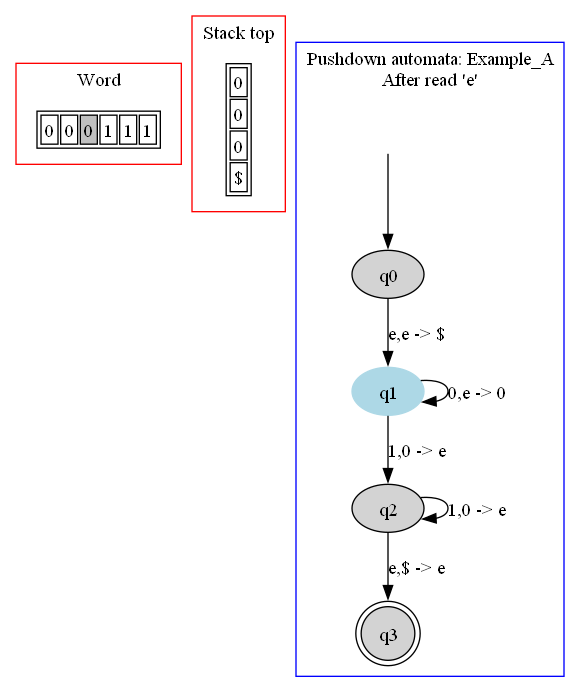 Word
0 0 0 1 1 1
Stack top
0
0
0
$
Pushdown automata: Example_A
After read 'e'
q0
e,e -> $
q1
0,e -> 0
1,0 -> e
q2
1,0 -> e
e,$ -> e
q3